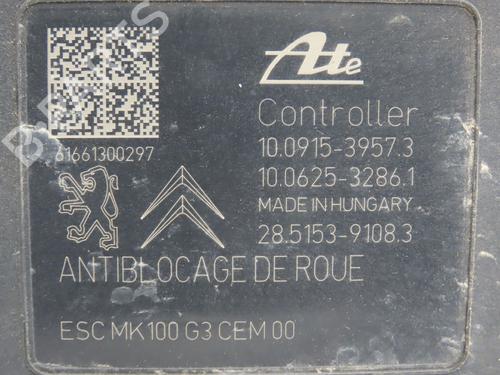 Ate
Controller
61661300297
10.0915-3957.3
10.0625-3286.1
MADE IN HUNGARY
28.5153-9108.3
ANTIBLOCAGE DE ROUE
ESC MK100 G3 CEM 00